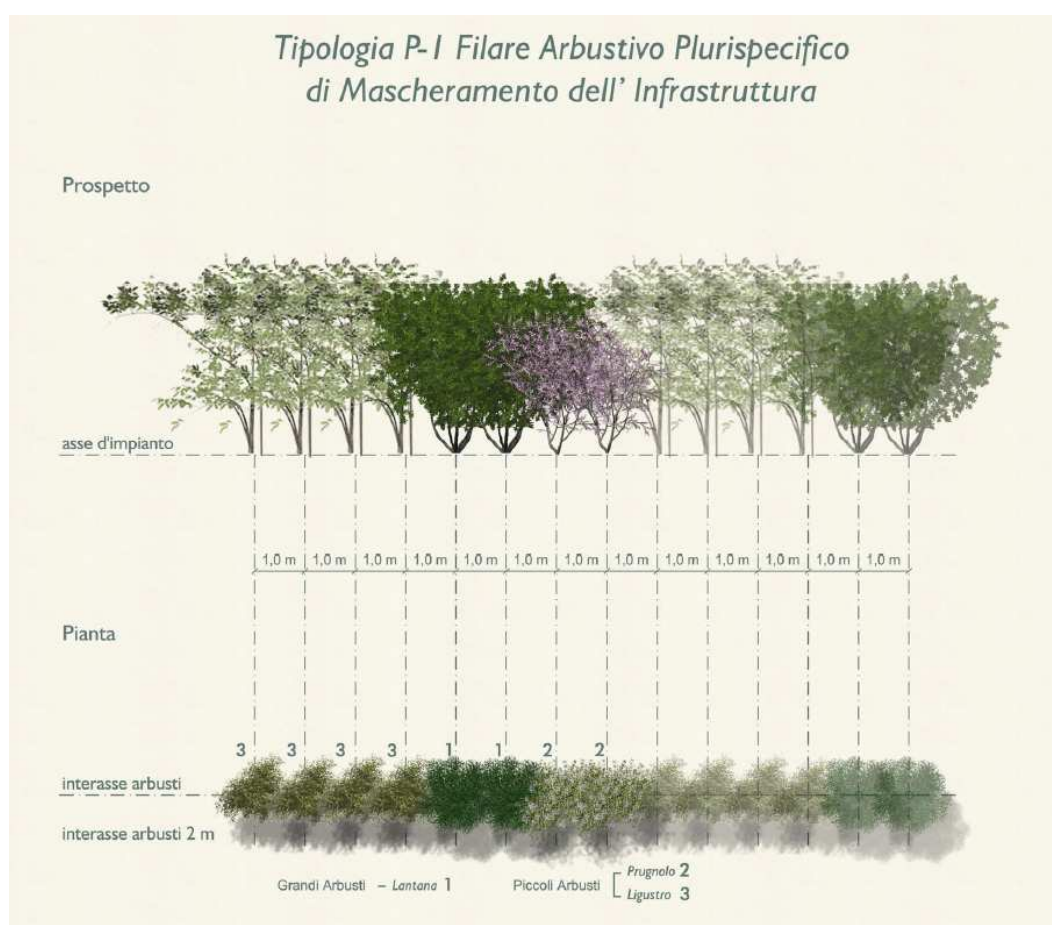 Tipologia P-1 Filare Arbustivo Plurispecifico
di Mascheramento dell' Infrastruttura
Prospetto
asse d'impianto
1,0 m 1,0 m 1,0 m 1,0 m 1,0 m 1,0 m 1,0 m 1,0 m 1,0 m 1,0 m 1,0 m 1,0 m 1,0 m
Pianta
3 3 3 3 1 1 2 2
interasse arbusti
interasse arbusti 2 m
Grandi Arbusti – Lantana 1 Piccoli Arbusti Prugnolo 2
Ligustro 3